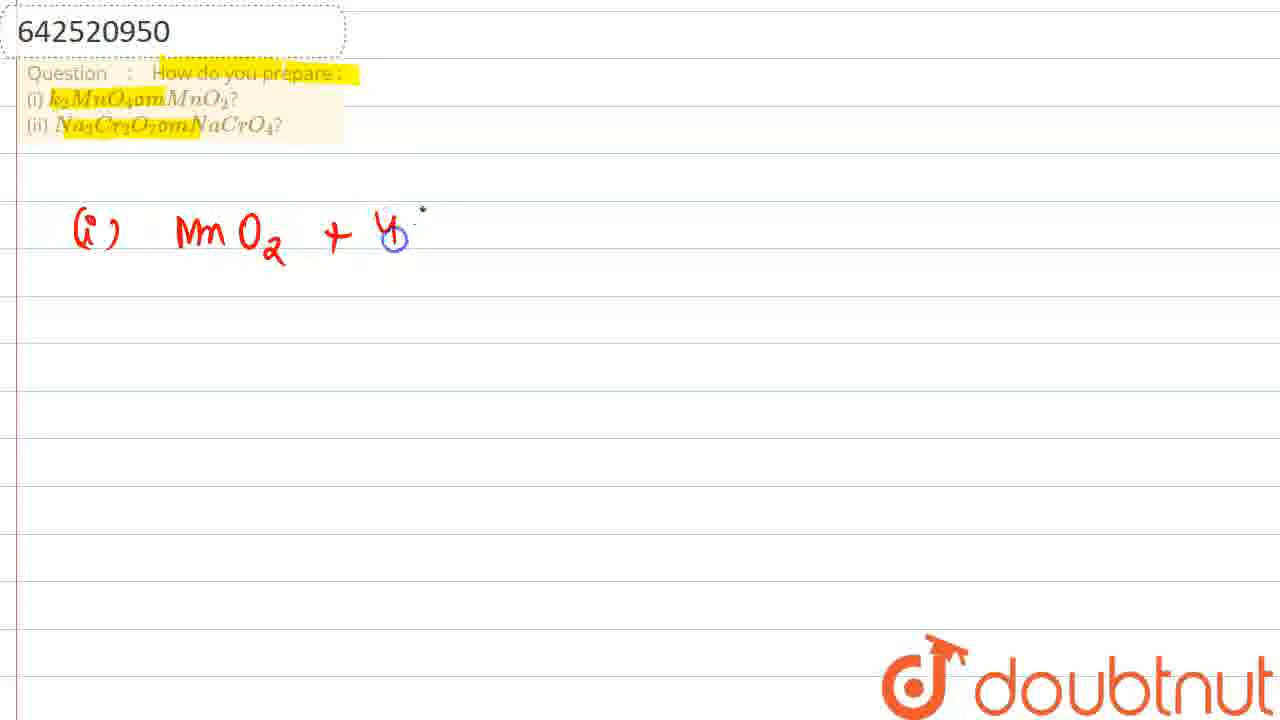 642520950
Question : How do you prepare :
(i) k₂MnO₄omMnO₂?
(ii) Na₂Cr₂O₇omNaCrO₄?
(i) MnO₂ + 4
doubtnut